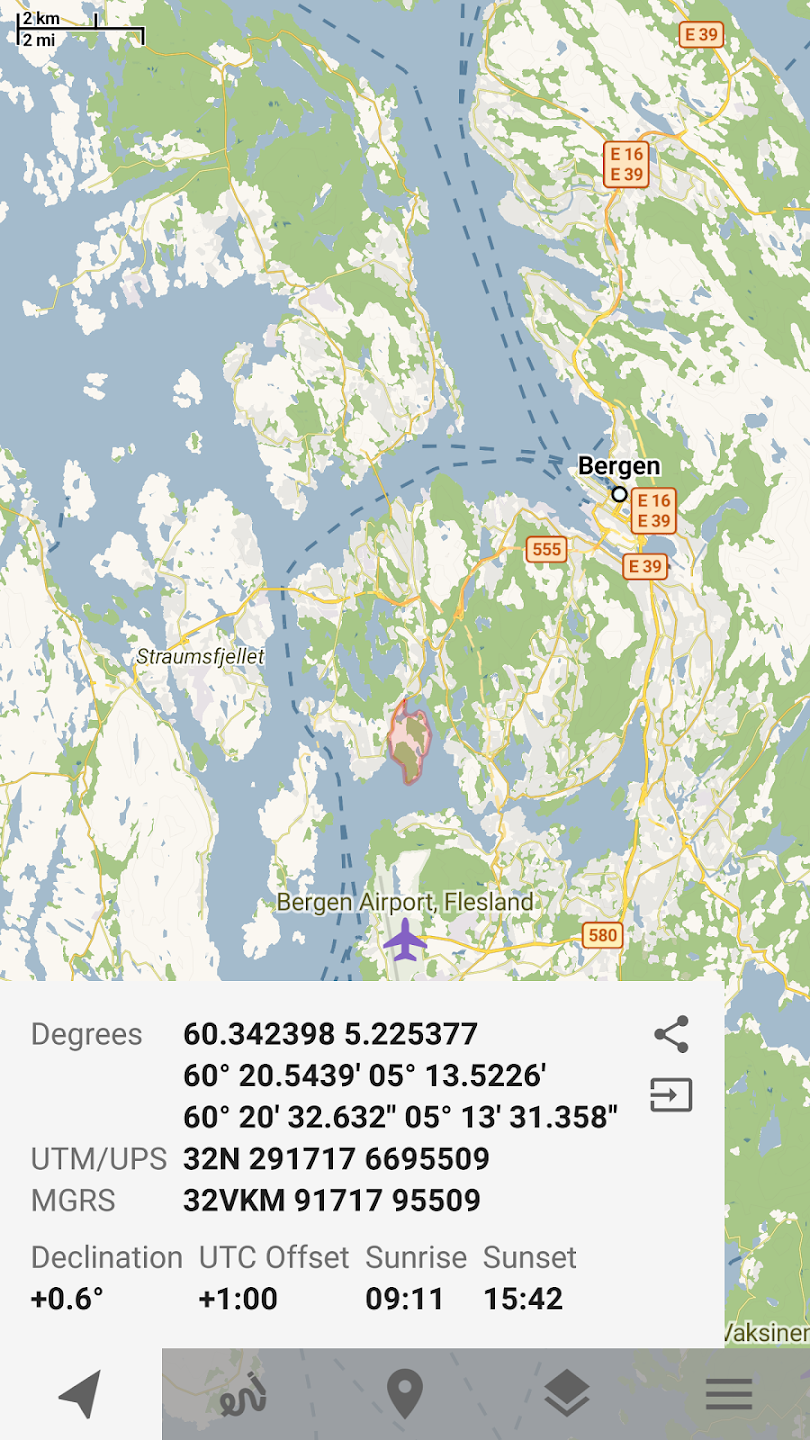 2 km
2 mi
E 39
E 16
E 39
Bergen
E 16
E 39
555
E 39
Straumsfjellet
Bergen Airport, Flesland
580
Degrees 60.342398 5.225377
60° 20.5439' 05° 13.5226'
60° 20' 32.632" 05° 13' 31.358"
UTM/UPS 32N 291717 6695509
MGRS 32VKM 91717 95509
Declination UTC Offset Sunrise Sunset
+0.6° +1:00 09:11 15:42
Vaksiner